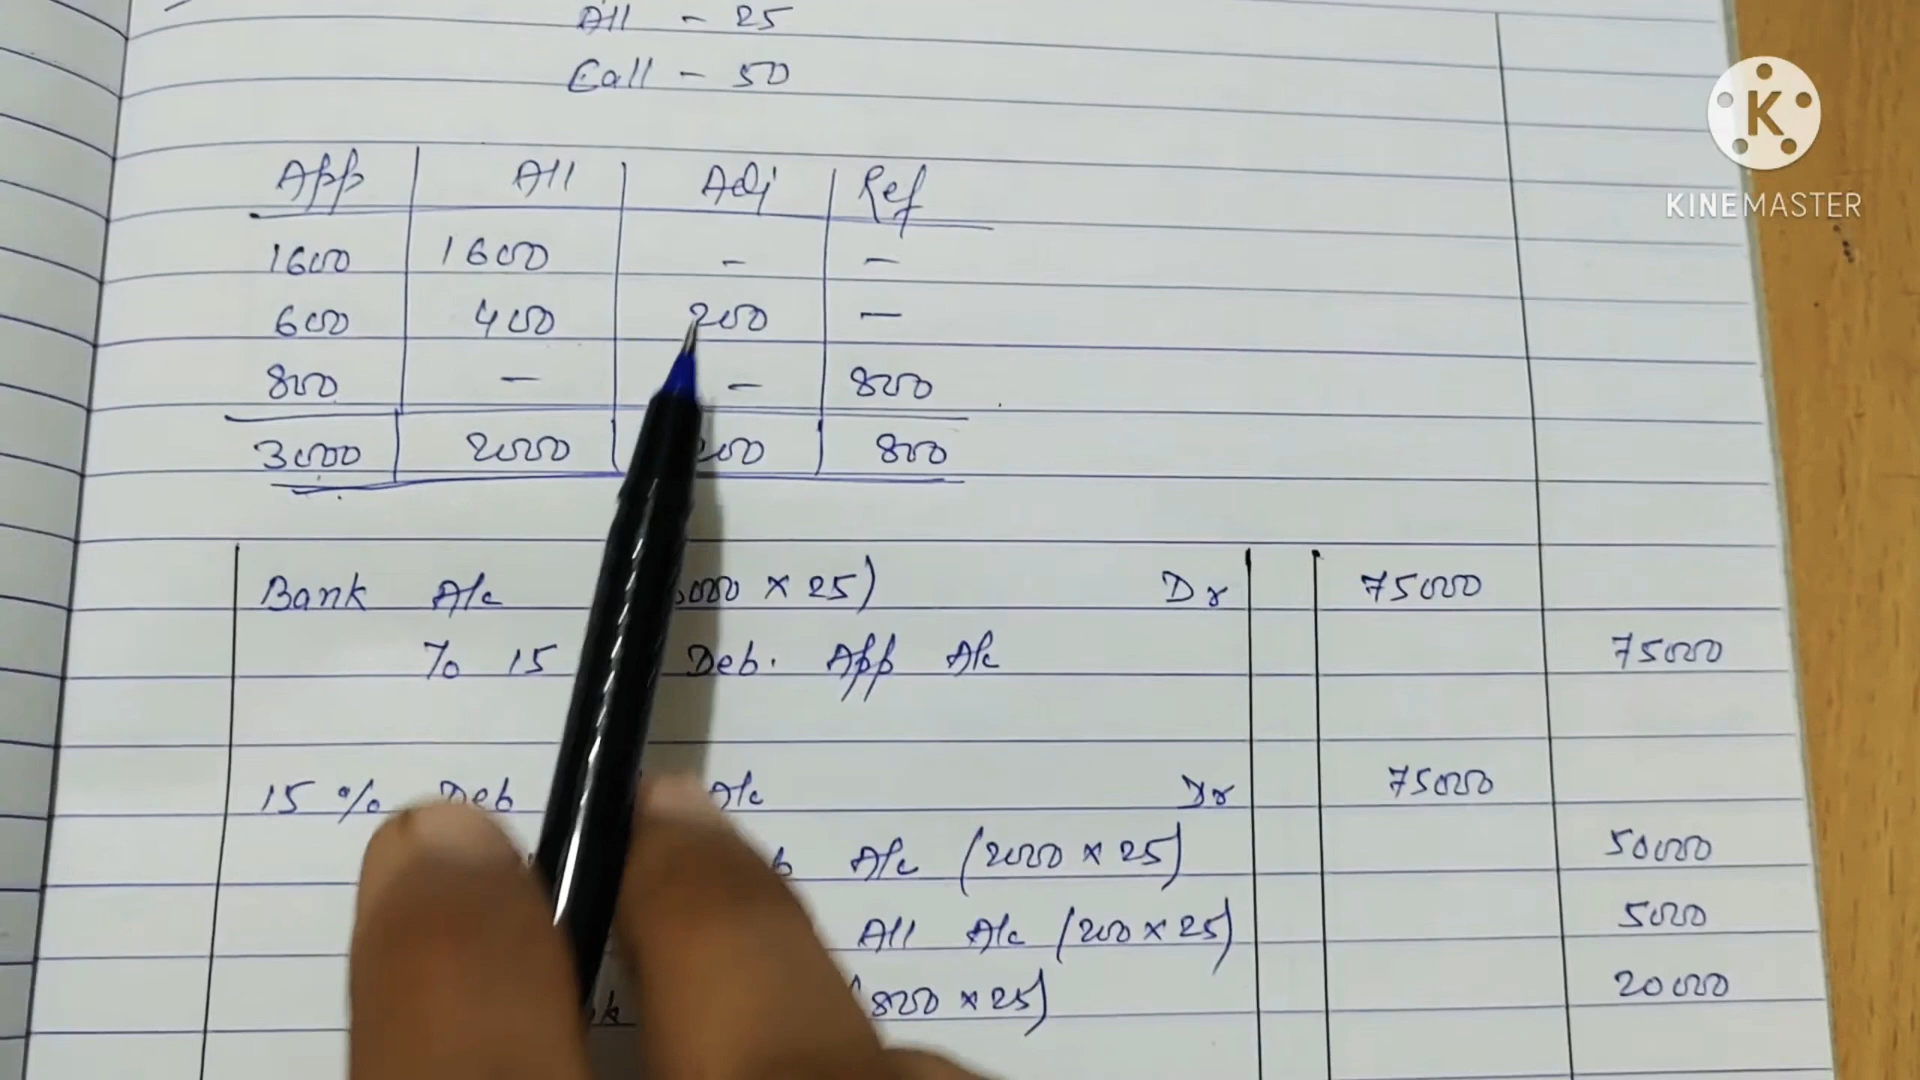 All - 25
Call - 50
K
KINEMASTER
App All Adj Ref
1600 1600 - -
600 400 200 -
800 - - 800
3000 2000 200 800
Bank A/c 000 × 25) Dr 75000
To 15 Deb. App A/c 75000
15 % Deb A/c Dr 75000
A/c (2000 × 25) 50000
All A/c (200 × 25) 5000
(800 × 25) 20000